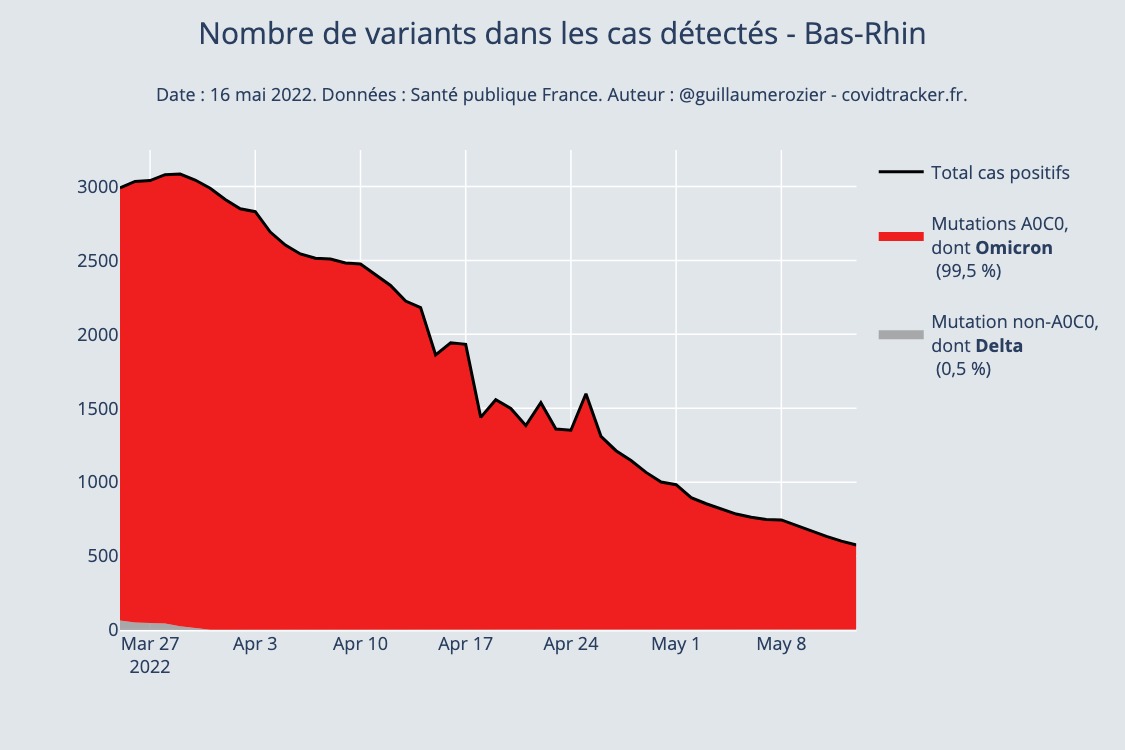 Nombre de variants dans les cas détectés - Bas-Rhin
Date : 16 mai 2022. Données : Santé publique France. Auteur : @guillaumerozier - covidtracker.fr.
Total cas positifs
Mutations A0C0,
dont Omicron
(99,5 %)
Mutation non-A0C0,
dont Delta
(0,5 %)
3000
2500
2000
1500
1000
500
0
Mar 27
2022
Apr 3
Apr 10
Apr 17
Apr 24
May 1
May 8